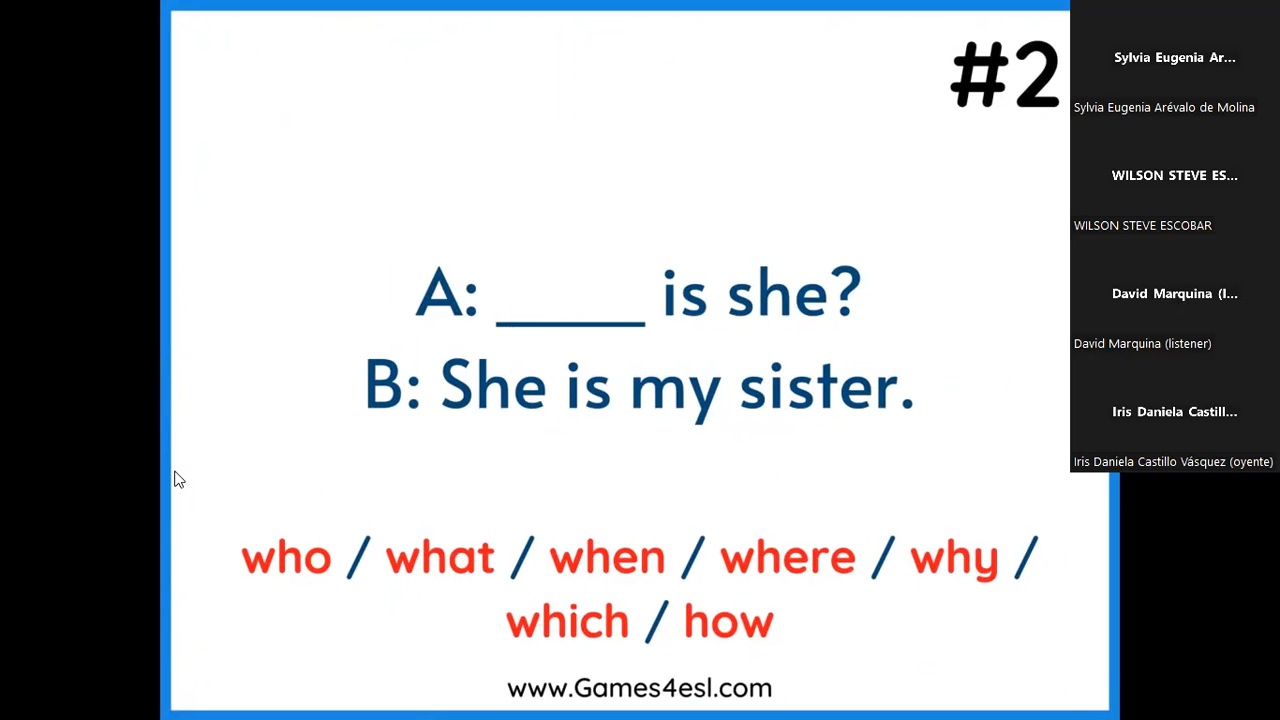 #2
A: _____ is she?
B: She is my sister.
who / what / when / where / why /
which / how
www.Games4esl.com
Sylvia Eugenia Ar...
Sylvia Eugenia Arévalo de Molina
WILSON STEVE ES...
WILSON STEVE ESCOBAR
David Marquina (l...
David Marquina (listener)
Iris Daniela Castill...
Iris Daniela Castillo Vásquez (oyente)